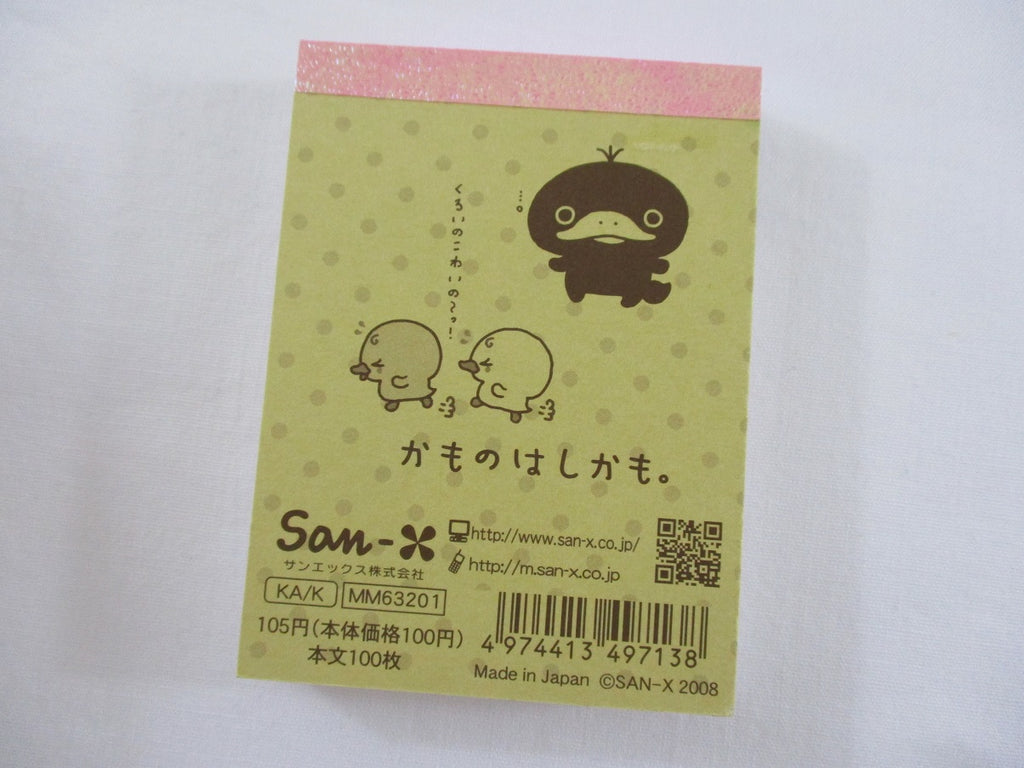 くろいのこわいの〜っ!
…。
かものはしかも。
San-X
サンエックス株式会社
http://www.san-x.co.jp/
http://m.san-x.co.jp
KA/K MM63201
105円(本体価格100円)
本文100枚
4 974413 497138
Made in Japan ©SAN-X 2008